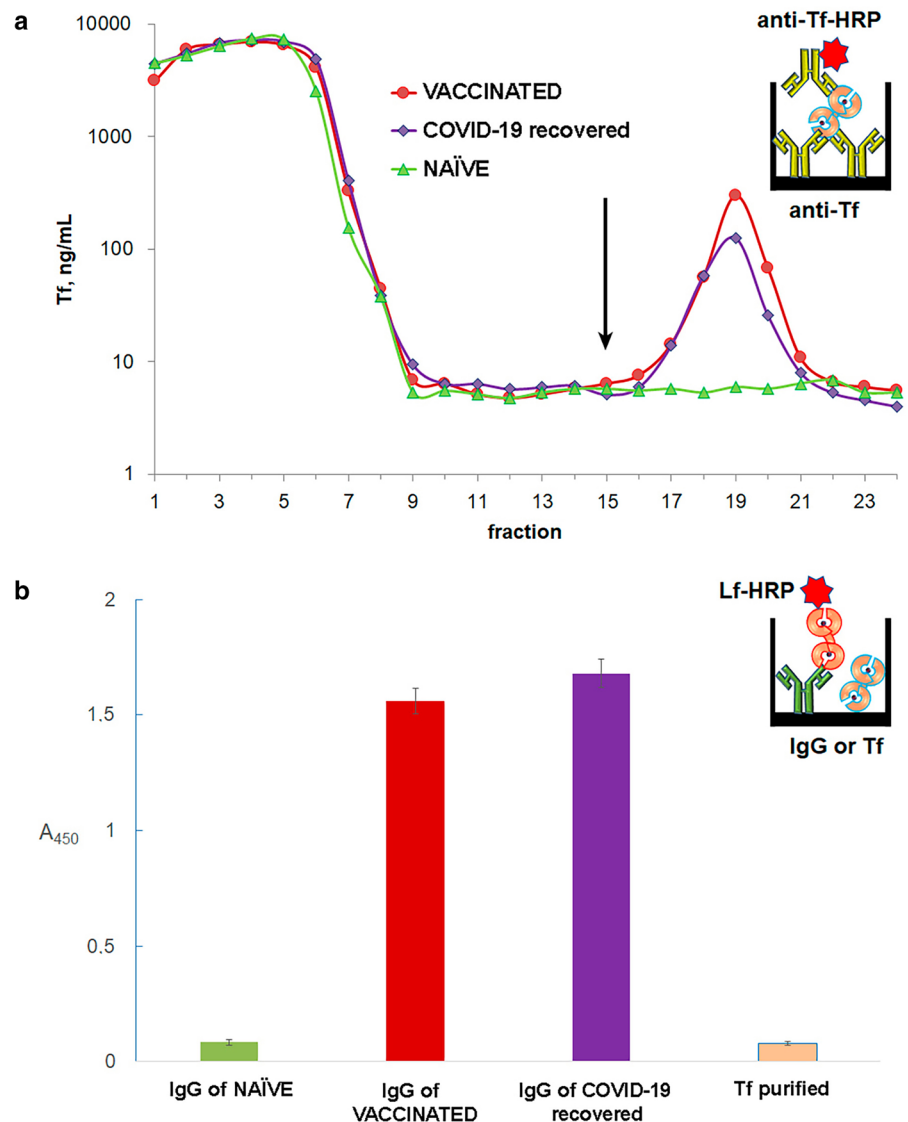 a
anti-Tf-HRP
10000
1000
100
10
1
Tf, ng/mL
VACCINATED
COVID-19 recovered
NAÏVE
anti-Tf
1 3 5 7 9 11 13 15 17 19 21 23
fraction
b
Lf-HRP
2
1.5
1
0.5
0
A₄₅₀
IgG or Tf
IgG of NAÏVE
IgG of
VACCINATED
IgG of COVID-19
recovered
Tf purified